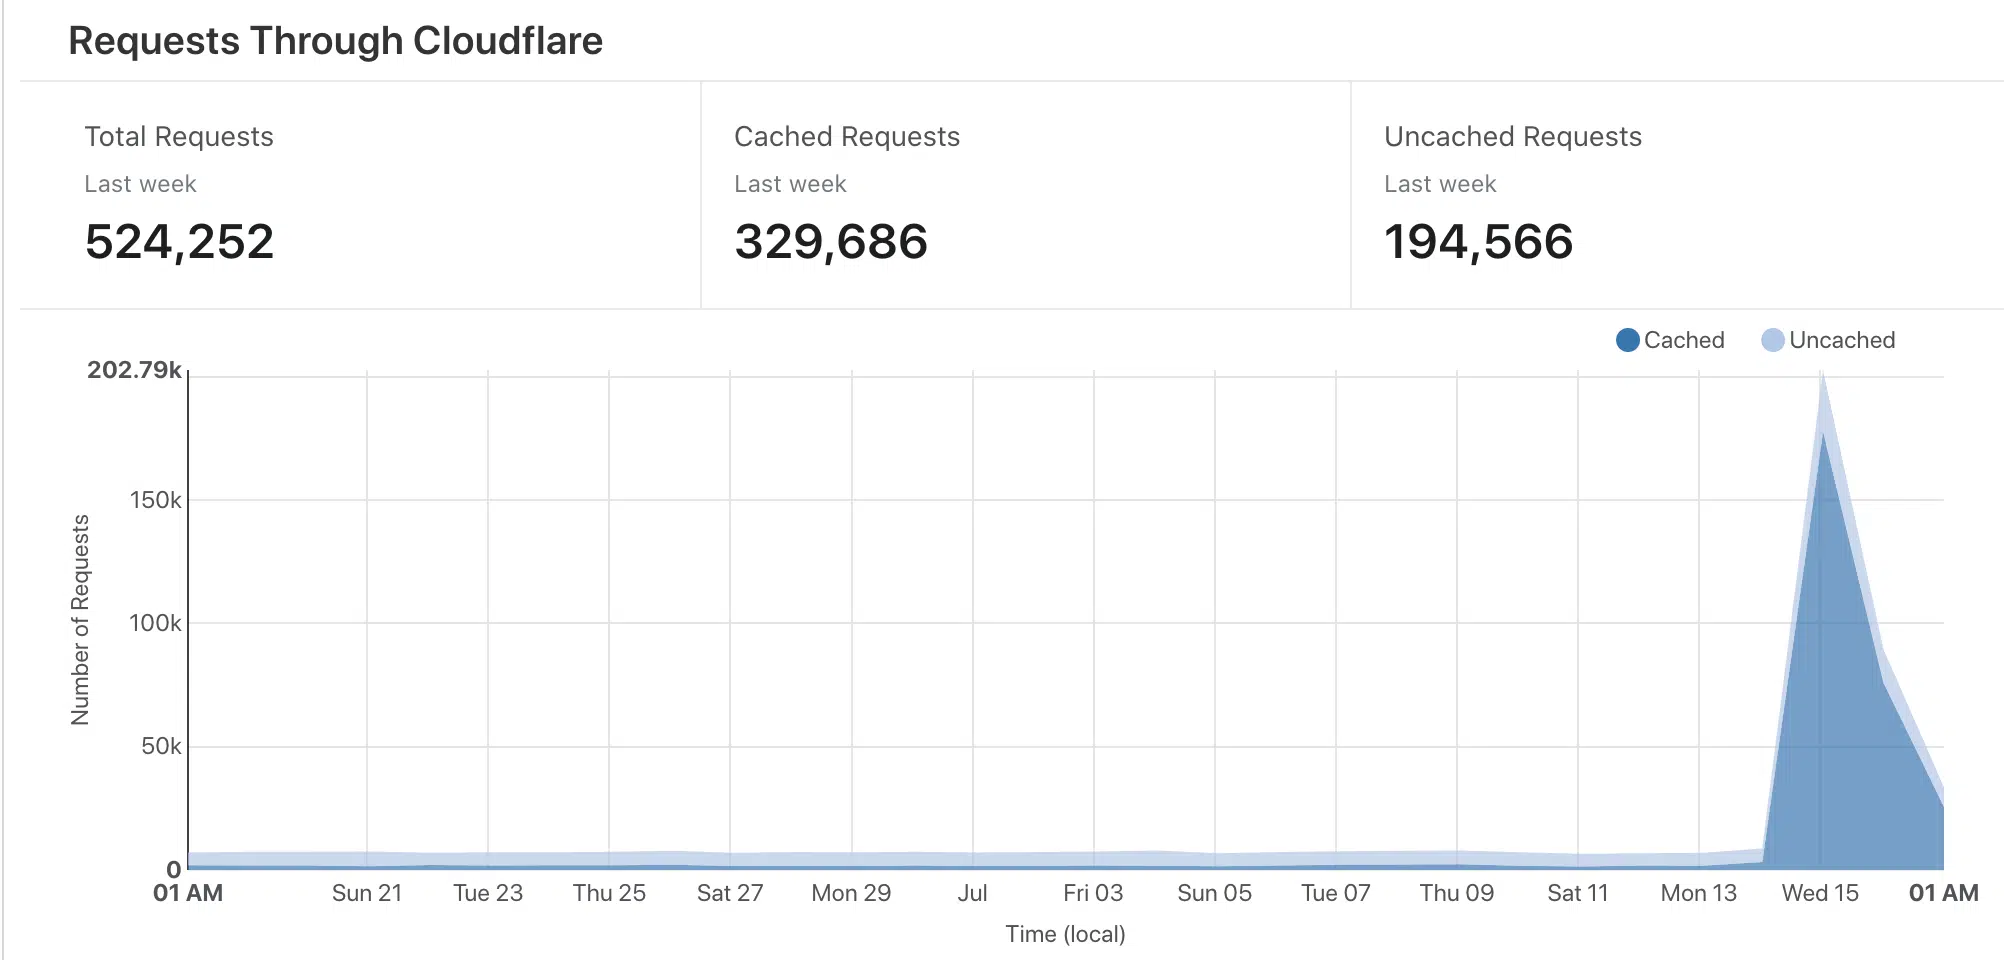 Requests Through Cloudflare
Total Requests
Last week
524,252
Cached Requests
Last week
329,686
Uncached Requests
Last week
194,566
Cached
Uncached
202.79k
150k
100k
50k
0
Number of Requests
01 AM
Sun 21
Tue 23
Thu 25
Sat 27
Mon 29
Jul
Fri 03
Sun 05
Tue 07
Thu 09
Sat 11
Mon 13
Wed 15
01 AM
Time (local)